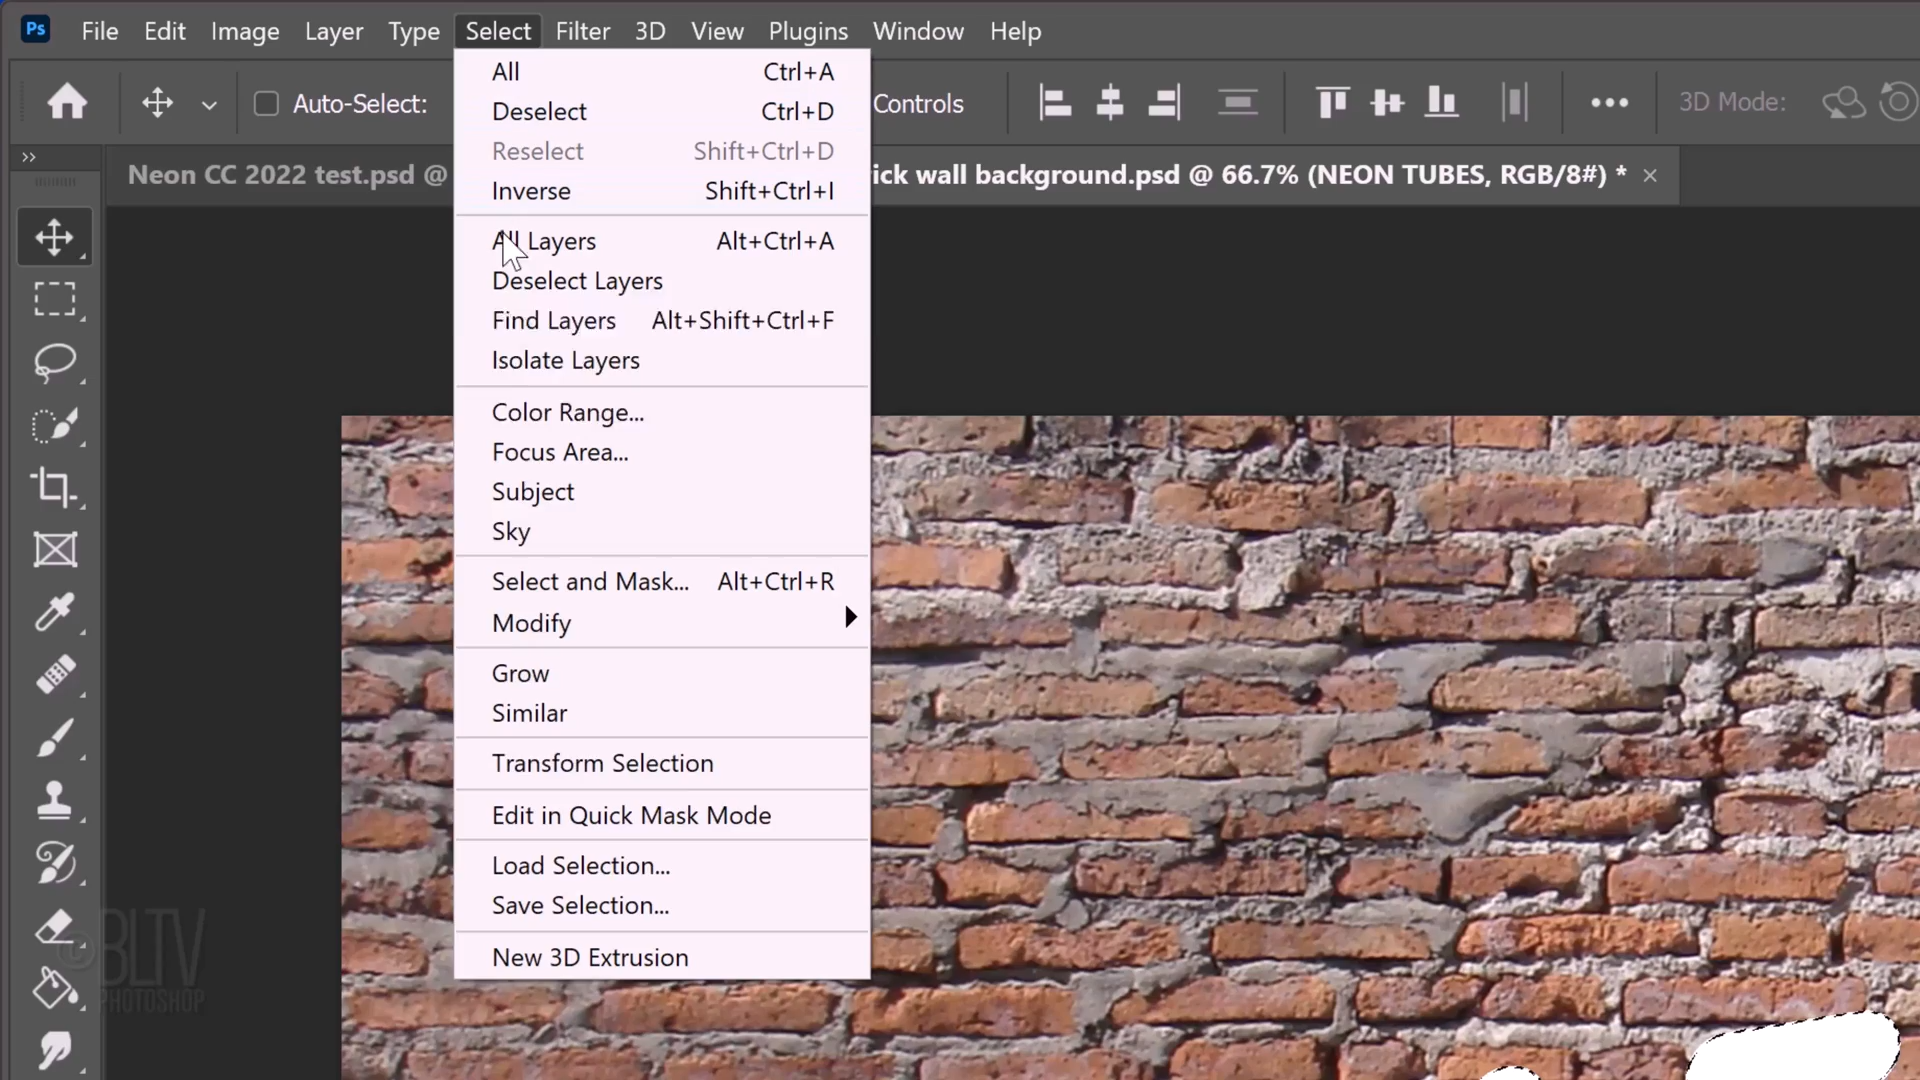 Ps File Edit Image Layer Type Select Filter 3D View Plugins Window Help
Auto-Select: Controls ••• 3D Mode:
Neon CC 2022 test.psd @ rick wall background.psd @ 66.7% (NEON TUBES, RGB/8#) * ×
All Ctrl+A
Deselect Ctrl+D
Reselect Shift+Ctrl+D
Inverse Shift+Ctrl+I
All Layers Alt+Ctrl+A
Deselect Layers
Find Layers Alt+Shift+Ctrl+F
Isolate Layers
Color Range...
Focus Area...
Subject
Sky
Select and Mask... Alt+Ctrl+R
Modify
Grow
Similar
Transform Selection
Edit in Quick Mask Mode
Load Selection...
Save Selection...
New 3D Extrusion
© BLTV
PHOTOSHOP